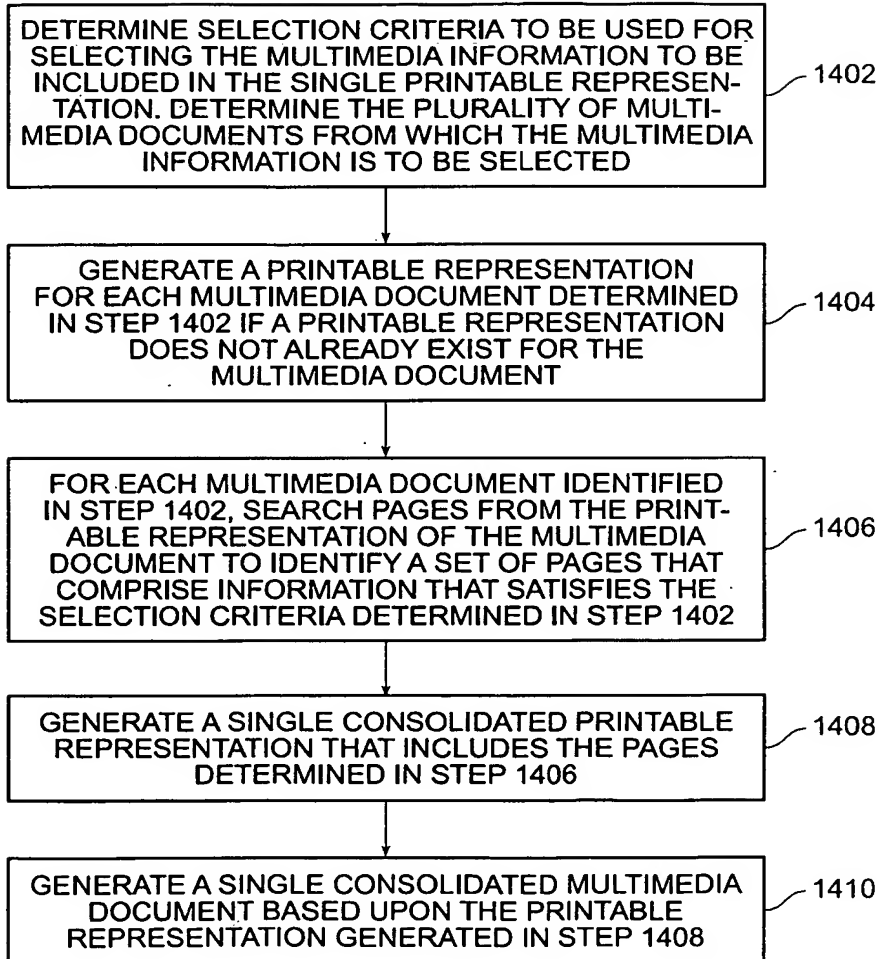 DETERMINE SELECTION CRITERIA TO BE USED FOR
SELECTING THE MULTIMEDIA INFORMATION TO BE
INCLUDED IN THE SINGLE PRINTABLE REPRESEN-
TATION. DETERMINE THE PLURALITY OF MULTI-
MEDIA DOCUMENTS FROM WHICH THE MULTIMEDIA
INFORMATION IS TO BE SELECTED
1402
GENERATE A PRINTABLE REPRESENTATION
FOR EACH MULTIMEDIA DOCUMENT DETERMINED
IN STEP 1402 IF A PRINTABLE REPRESENTATION
DOES NOT ALREADY EXIST FOR THE
MULTIMEDIA DOCUMENT
1404
FOR EACH MULTIMEDIA DOCUMENT IDENTIFIED
IN STEP 1402, SEARCH PAGES FROM THE PRINT-
ABLE REPRESENTATION OF THE MULTIMEDIA
DOCUMENT TO IDENTIFY A SET OF PAGES THAT
COMPRISE INFORMATION THAT SATISFIES THE
SELECTION CRITERIA DETERMINED IN STEP 1402
1406
GENERATE A SINGLE CONSOLIDATED PRINTABLE
REPRESENTATION THAT INCLUDES THE PAGES
DETERMINED IN STEP 1406
1408
GENERATE A SINGLE CONSOLIDATED MULTIMEDIA
DOCUMENT BASED UPON THE PRINTABLE
REPRESENTATION GENERATED IN STEP 1408
1410